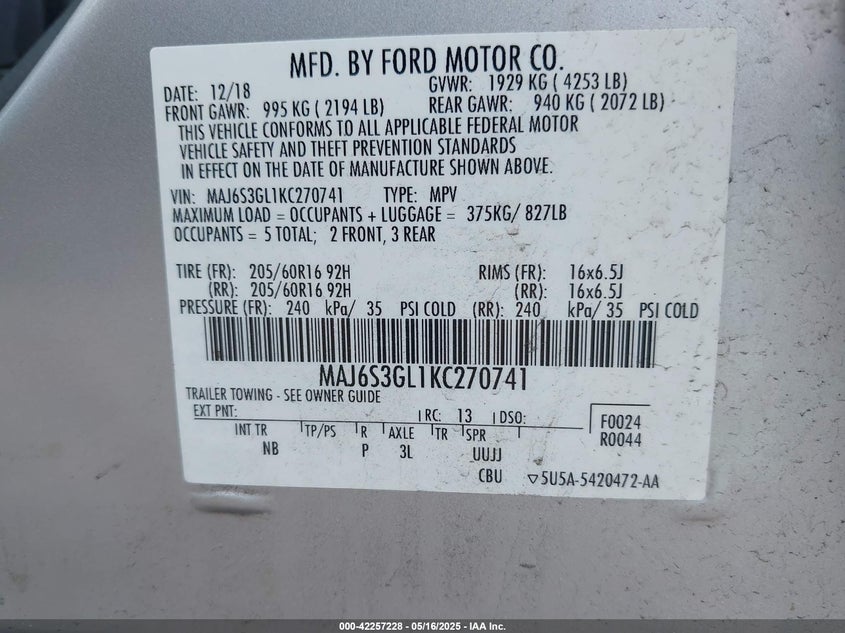 MFD. BY FORD MOTOR CO.
DATE: 12/18 GVWR: 1929 KG ( 4253 LB)
FRONT GAWR: 995 KG ( 2194 LB) REAR GAWR: 940 KG ( 2072 LB)
THIS VEHICLE CONFORMS TO ALL APPLICABLE FEDERAL MOTOR
VEHICLE SAFETY AND THEFT PREVENTION STANDARDS
IN EFFECT ON THE DATE OF MANUFACTURE SHOWN ABOVE.
VIN: MAJ6S3GL1KC270741 TYPE: MPV
MAXIMUM LOAD = OCCUPANTS + LUGGAGE = 375KG/ 827LB
OCCUPANTS = 5 TOTAL; 2 FRONT, 3 REAR
TIRE (FR): 205/60R16 92H RIMS (FR): 16x6.5J
(RR): 205/60R16 92H (RR): 16x6.5J
PRESSURE (FR): 240 kPa/ 35 PSI COLD (RR): 240 kPa/ 35 PSI COLD
MAJ6S3GL1KC270741
TRAILER TOWING - SEE OWNER GUIDE
EXT PNT: RC: 13 DSO: F0024
INT TR TP/PS R AXLE TR SPR R0044
NB P 3L UUJJ
CBU ▽5U5A-5420472-AA
000-42257228 - 05/16/2025 - IAA Inc.